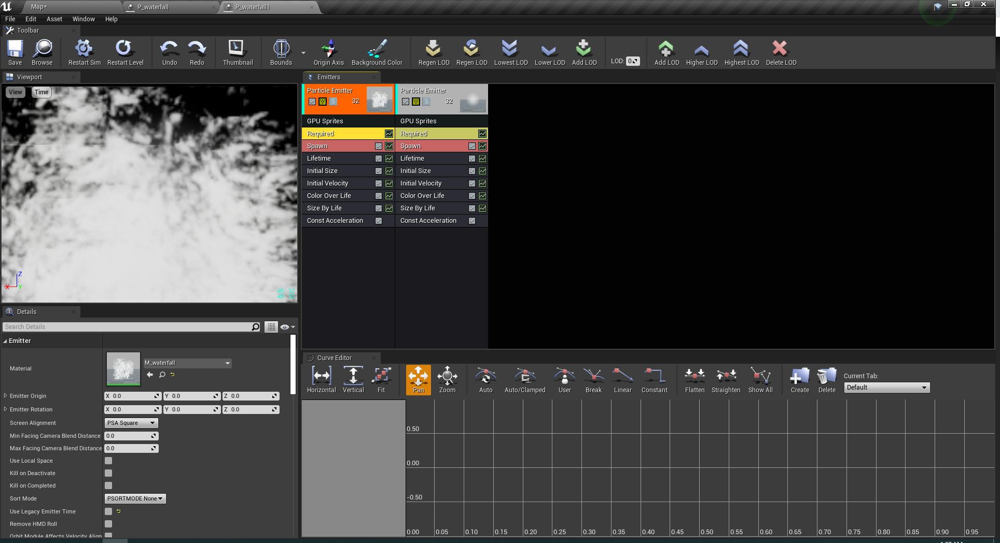 Map*
P_waterfall
P_waterfall1
File Edit Asset Window Help
Toolbar
Save Browse Restart Sim Restart Level Undo Redo Thumbnail Bounds Origin Axis Background Color Regen LOD Regen LOD Lowest LOD Lower LOD Add LOD LOD: 0 Add LOD Higher LOD Highest LOD Delete LOD
Viewport
View Time
Z
X Y
Emitters
Particle Emitter
S 32
GPU Sprites
Required
Spawn
Lifetime
Initial Size
Initial Velocity
Color Over Life
Size By Life
Const Acceleration
Particle Emitter
S 32
GPU Sprites
Required
Spawn
Lifetime
Initial Size
Initial Velocity
Color Over Life
Size By Life
Const Acceleration
Details
Search Details
Emitter
Material M_waterfall
Emitter Origin X 0.0 Y 0.0 Z 0.0
Emitter Rotation X 0.0 Y 0.0 Z 0.0
Screen Alignment PSA Square
Min Facing Camera Blend Distance 0.0
Max Facing Camera Blend Distance 0.0
Use Local Space
Kill on Deactivate
Kill on Completed
Sort Mode PSORTMODE None
Use Legacy Emitter Time
Remove HMD Roll
Orbit Module Affects Velocity Align
Curve Editor
Horizontal Vertical Fit Pan Zoom Auto Auto/Clamped User Break Linear Constant Flatten Straighten Show All Create Delete
Current Tab:
Default
0.50
0.00
-0.50
0.00 0.05 0.10 0.15 0.20 0.25 0.30 0.35 0.40 0.45 0.50 0.55 0.60 0.65 0.70 0.75 0.80 0.85 0.90 0.95